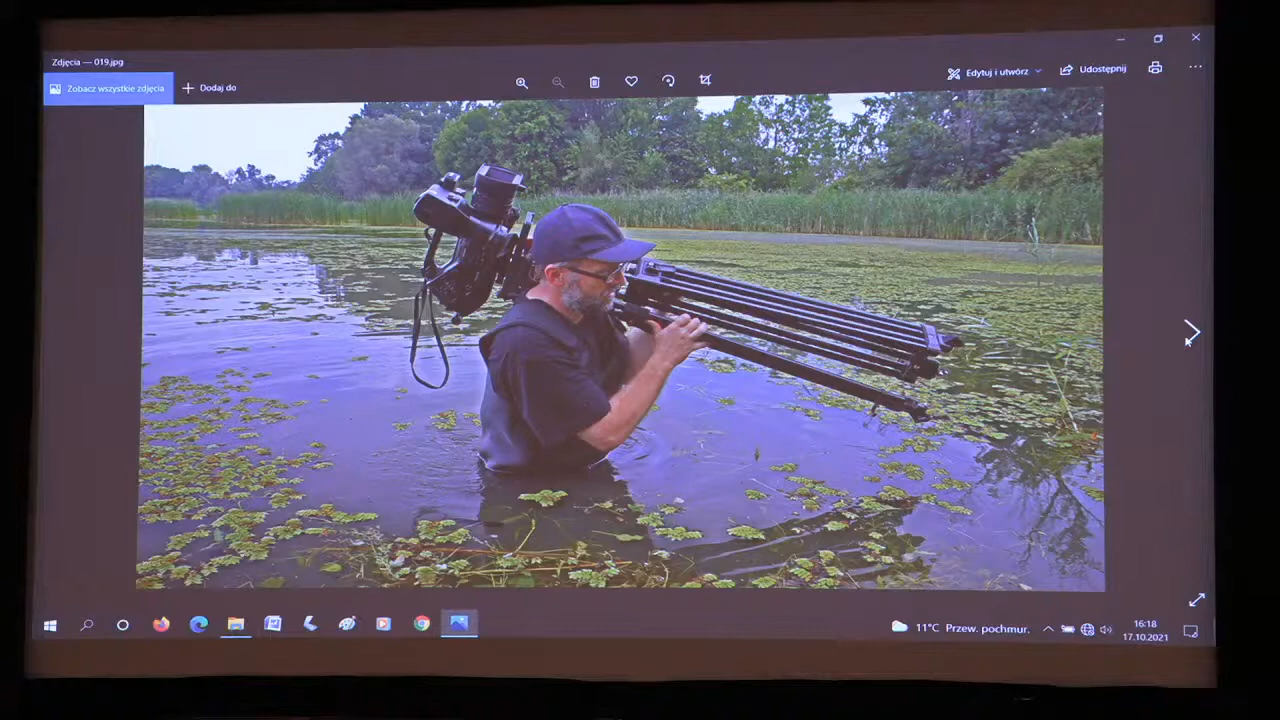 Zdjęcia — 019.jpg
Zobacz wszystkie zdjęcia
Dodaj do
Edytuj i utwórz
Udostępnij
11°C Przew. pochmur.
16:18
17.10.2021